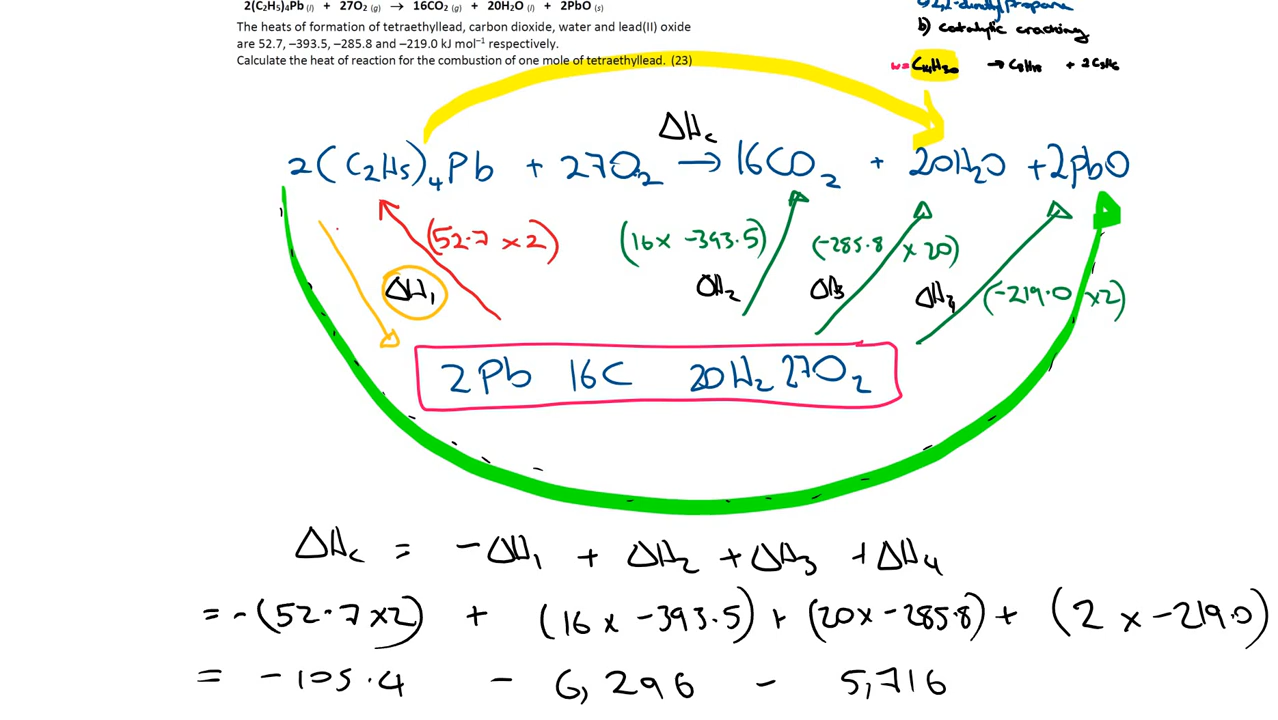 2(C₂H₅)₄Pb (l) + 27O₂ (g) → 16CO₂ (g) + 20H₂O (l) + 2PbO (s)
The heats of formation of tetraethyllead, carbon dioxide, water and lead(II) oxide
are 52.7, –393.5, –285.8 and –219.0 kJ mol⁻¹ respectively.
Calculate the heat of reaction for the combustion of one mole of tetraethyllead. (23)
b) catalytic cracking
w = C₁₄H₃₀ → C₈H₁₈ + 2C₃H₆
ΔHc
2(C₂H₅)₄Pb + 27O₂ → 16CO₂ + 20H₂O + 2PbO
(52.7 x2) (16x -393.5) (-285.8 x 20)
ΔH₁ ΔH₂ ΔH₃ ΔH₄ (-219.0 x2)
2Pb 16C 20H₂ 27O₂
ΔHc = -ΔH₁ + ΔH₂ + ΔH₃ + ΔH₄
= -(52.7x2) + (16 x -393.5) + (20x -285.8) + (2 x -219.0)
= -105.4 - 6,296 - 5,716